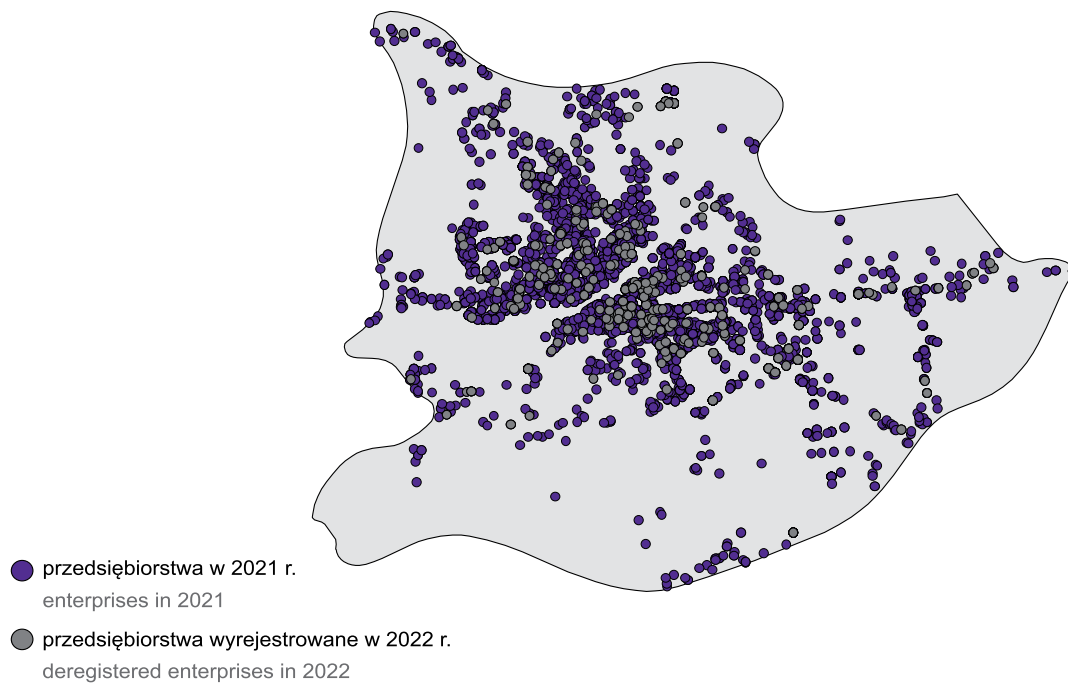 przedsiębiorstwa w 2021 r.
enterprises in 2021
przedsiębiorstwa wyrejestrowane w 2022 r.
deregistered enterprises in 2022